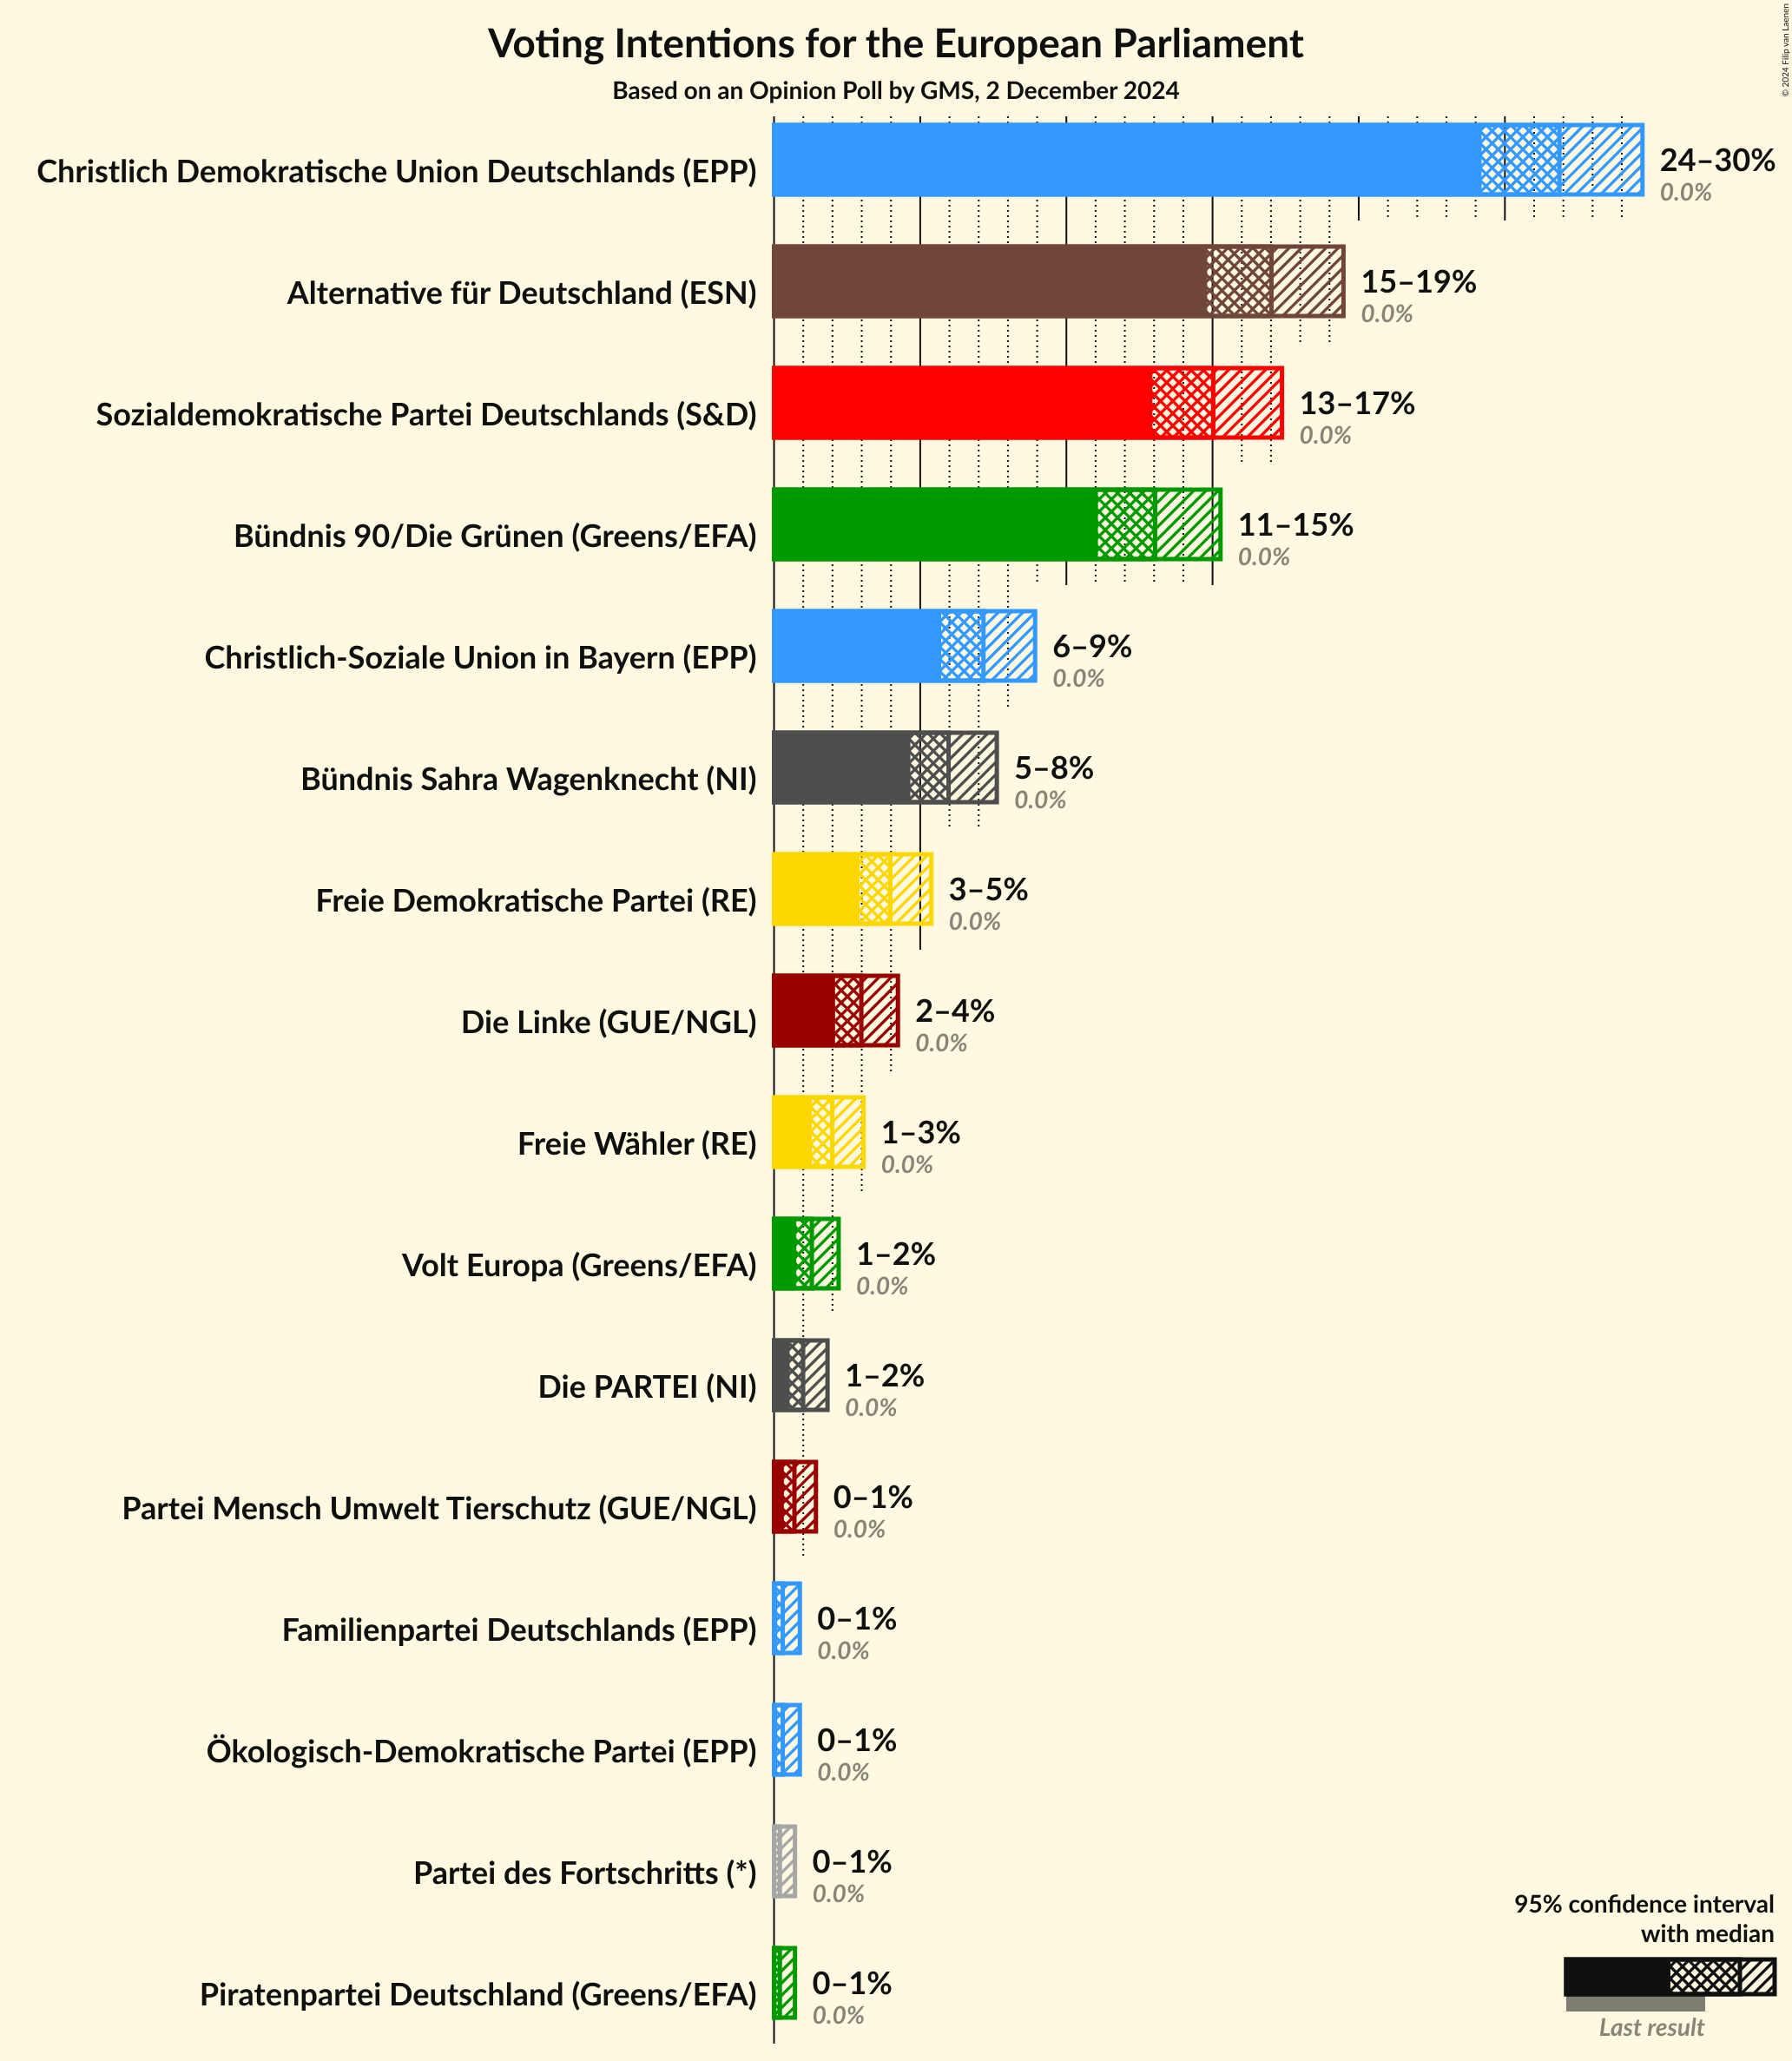 Voting Intentions for the European Parliament
Based on an Opinion Poll by GMS, 2 December 2024
© 2024 Filip van Laenen
Christlich Demokratische Union Deutschlands (EPP)
24–30%
0.0%
Alternative für Deutschland (ESN)
15–19%
0.0%
Sozialdemokratische Partei Deutschlands (S&D)
13–17%
0.0%
Bündnis 90/Die Grünen (Greens/EFA)
11–15%
0.0%
Christlich-Soziale Union in Bayern (EPP)
6–9%
0.0%
Bündnis Sahra Wagenknecht (NI)
5–8%
0.0%
Freie Demokratische Partei (RE)
3–5%
0.0%
Die Linke (GUE/NGL)
2–4%
0.0%
Freie Wähler (RE)
1–3%
0.0%
Volt Europa (Greens/EFA)
1–2%
0.0%
Die PARTEI (NI)
1–2%
0.0%
Partei Mensch Umwelt Tierschutz (GUE/NGL)
0–1%
0.0%
Familienpartei Deutschlands (EPP)
0–1%
0.0%
Ökologisch-Demokratische Partei (EPP)
0–1%
0.0%
Partei des Fortschritts (*)
0–1%
0.0%
Piratenpartei Deutschland (Greens/EFA)
0–1%
0.0%
95% confidence interval
with median
Last result